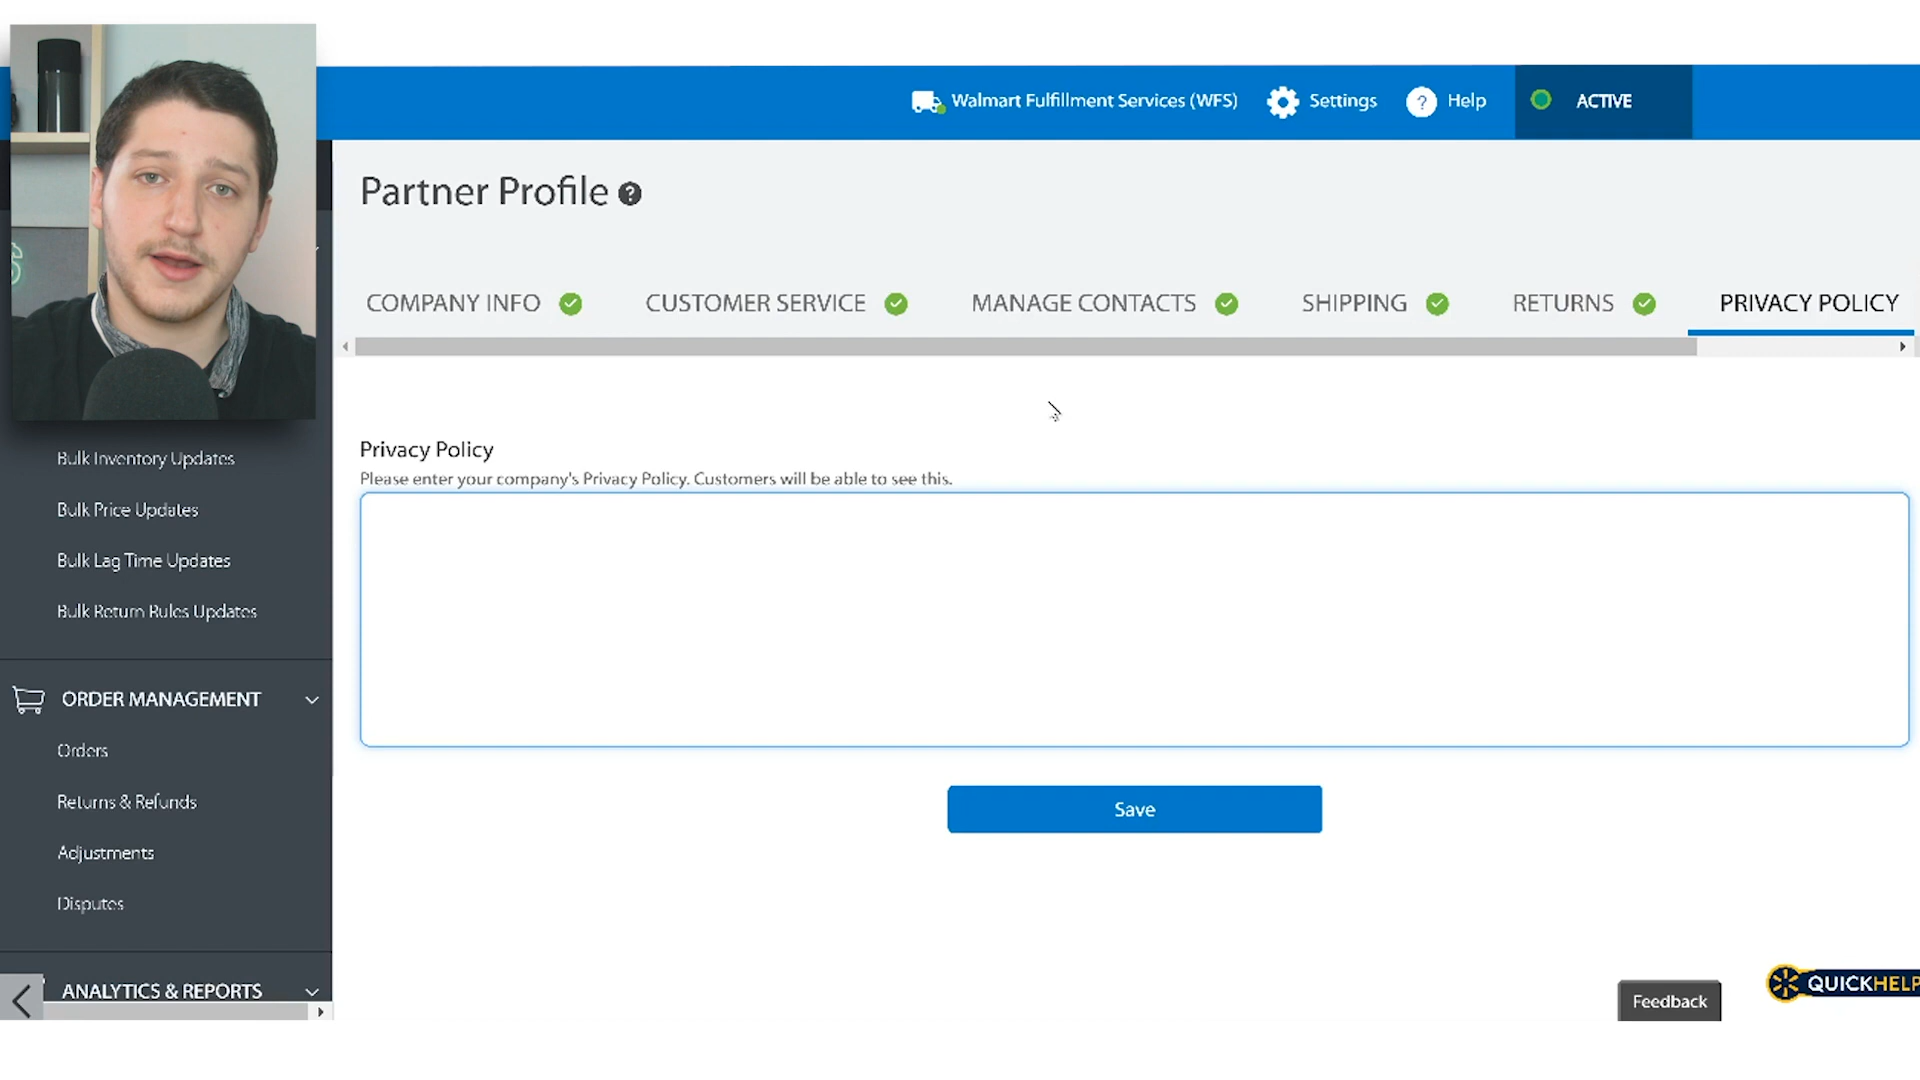 Walmart Fulfillment Services (WFS)
Settings
? Help
ACTIVE
Partner Profile ?
COMPANY INFO
CUSTOMER SERVICE
MANAGE CONTACTS
SHIPPING
RETURNS
PRIVACY POLICY
Privacy Policy
Please enter your company's Privacy Policy. Customers will be able to see this.
Save
Bulk Inventory Updates
Bulk Price Updates
Bulk Lag Time Updates
Bulk Return Rules Updates
ORDER MANAGEMENT
Orders
Returns & Refunds
Adjustments
Disputes
ANALYTICS & REPORTS
Feedback
QUICKHELP